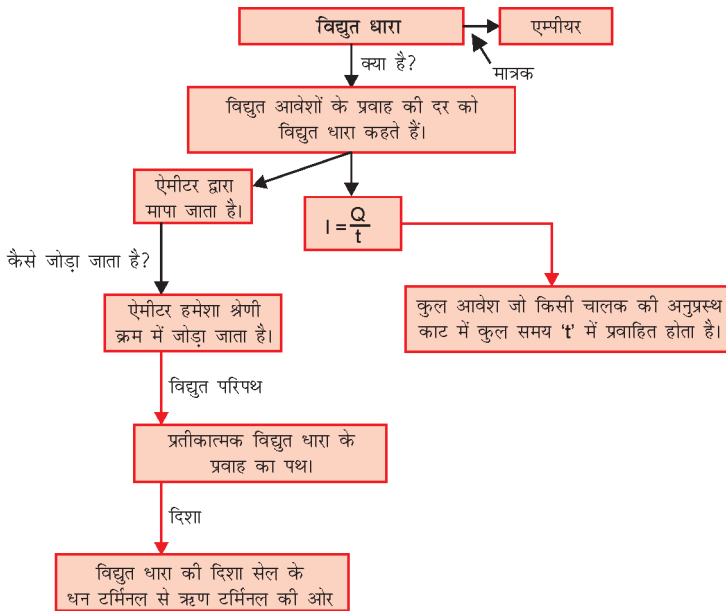 विद्युत धारा
एम्पीयर
मात्रक
क्या है?
विद्युत आवेशों के प्रवाह की दर को
विद्युत धारा कहते हैं।
ऐमीटर द्वारा
मापा जाता है।
I = Q/t
कैसे जोड़ा जाता है?
ऐमीटर हमेशा श्रेणी
क्रम में जोड़ा जाता है।
कुल आवेश जो किसी चालक की अनुप्रस्थ
काट में कुल समय ‘t’ में प्रवाहित होता है।
विद्युत परिपथ
प्रतीकात्मक विद्युत धारा के
प्रवाह का पथ।
दिशा
विद्युत धारा की दिशा सेल के
धन टर्मिनल से ऋण टर्मिनल की ओर